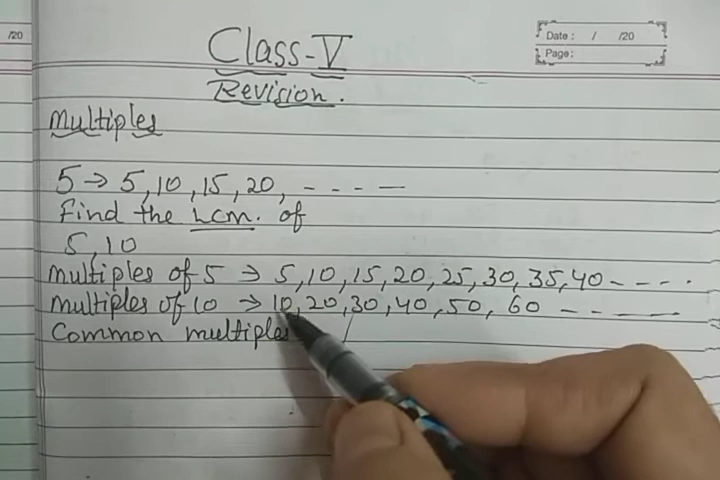 /20
Date: / /20
Page:
Class-V
Revision.
Multiples
5 → 5, 10, 15, 20, - - - -
Find the LCM. of
5, 10
Multiples of 5 → 5, 10, 15, 20, 25, 30, 35, 40 - - - - .
Multiples of 10 → 10, 20, 30, 40, 50, 60 - - - - -
Common multiples